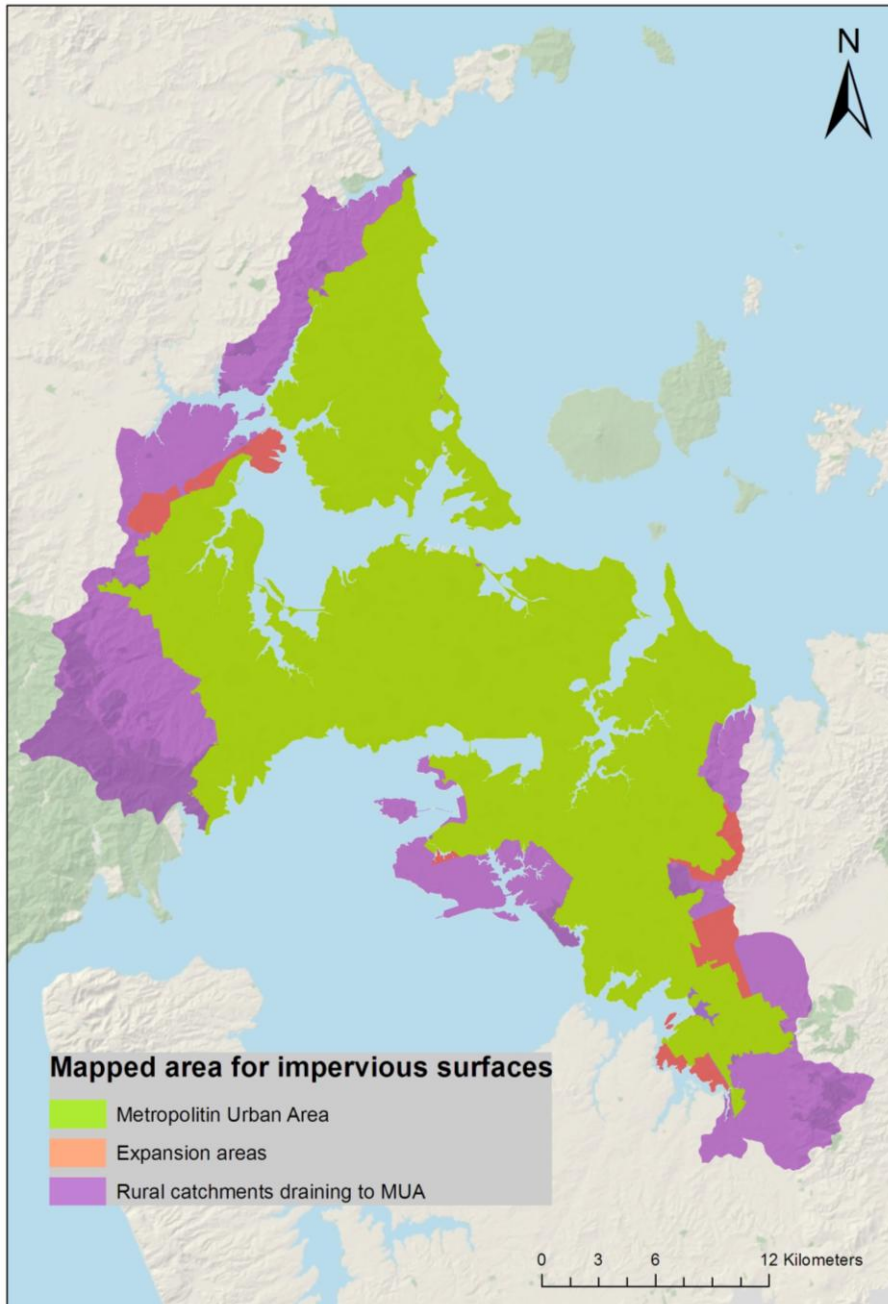 N
Mapped area for impervious surfaces
Metropolitin Urban Area
Expansion areas
Rural catchments draining to MUA
0 3 6 12 Kilometers